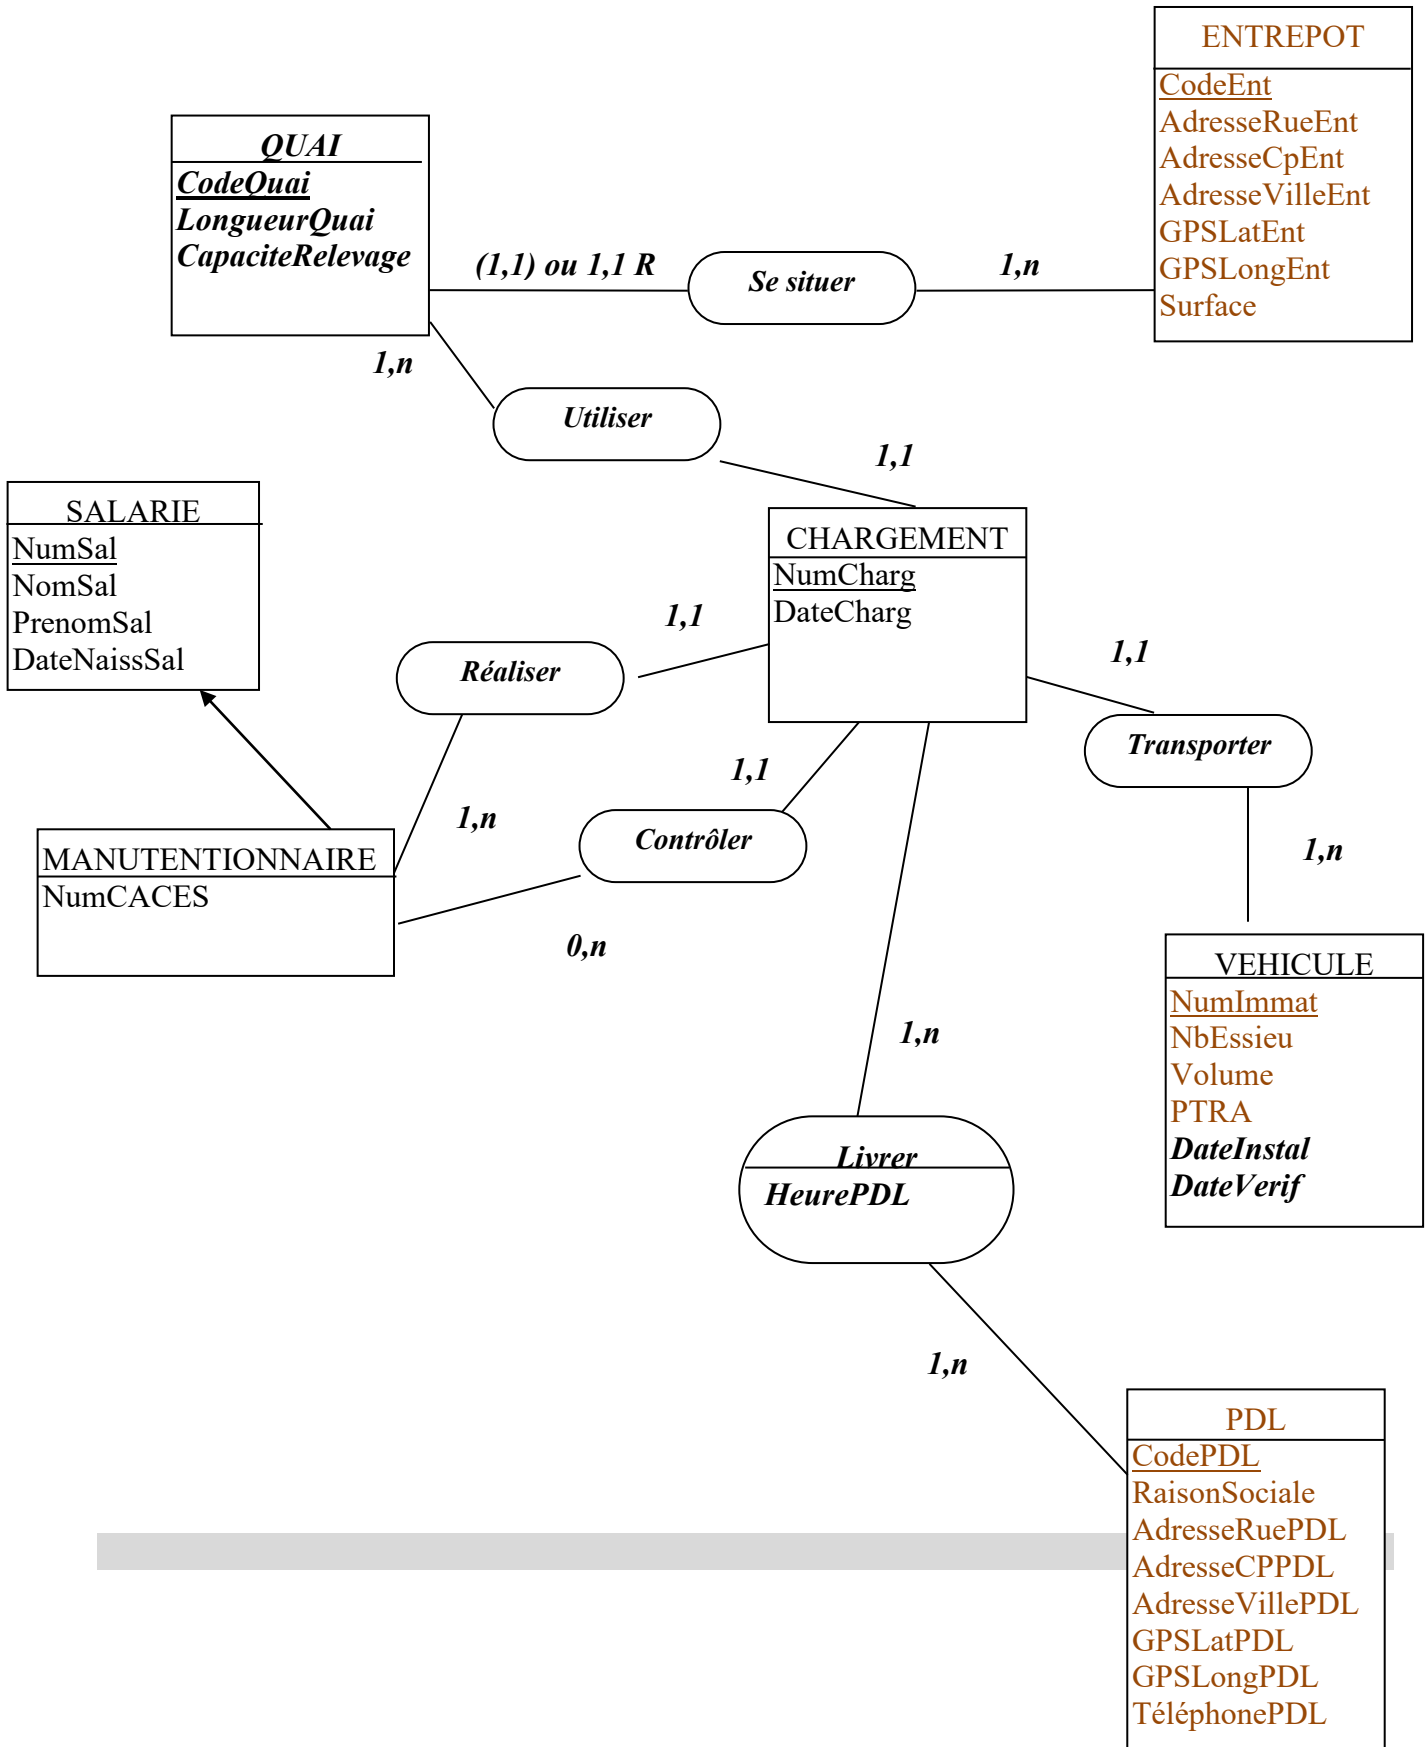 ENTREPOT
CodeEnt
AdresseRueEnt
AdresseCpEnt
AdresseVilleEnt
GPSLatEnt
GPSLongEnt
Surface
QUAI
CodeQuai
LongueurQuai
CapaciteRelevage
(1,1) ou 1,1 R
Se situer
1,n
1,n
Utiliser
1,1
SALARIE
NumSal
NomSal
PrenomSal
DateNaissSal
CHARGEMENT
NumCharg
DateCharg
1,1
Réaliser
1,1
Transporter
1,1
1,n
Contrôler
1,n
MANUTENTIONNAIRE
NumCACES
0,n
VEHICULE
NumImmat
NbEssieu
Volume
PTRA
DateInstal
DateVerif
1,n
Livrer
HeurePDL
1,n
PDL
CodePDL
RaisonSociale
AdresseRuePDL
AdresseCPPDL
AdresseVillePDL
GPSLatPDL
GPSLongPDL
TéléphonePDL